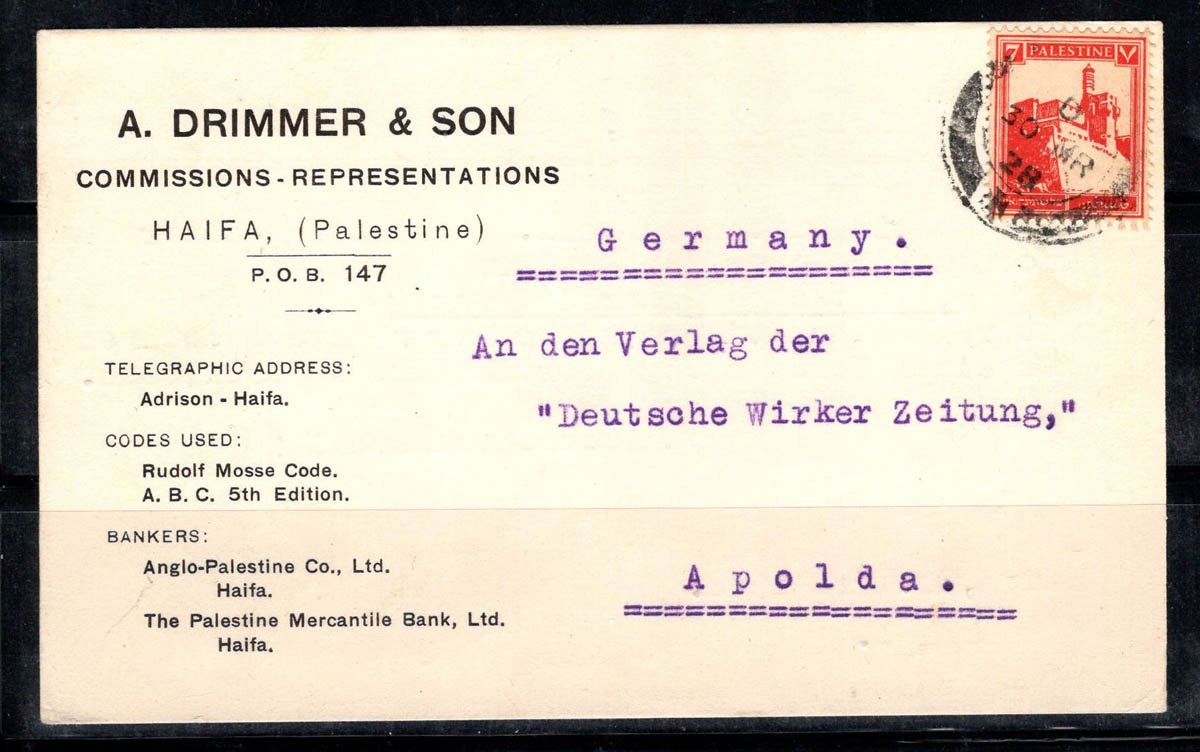 A. DRIMMER & SON
COMMISSIONS - REPRESENTATIONS
HAIFA, (Palestine)
P. O. B. 147
TELEGRAPHIC ADDRESS:
Adrison - Haifa.
CODES USED:
Rudolf Mosse Code.
A. B. C. 5th Edition.
BANKERS:
Anglo-Palestine Co., Ltd.
Haifa.
The Palestine Mercantile Bank, Ltd.
Haifa.
7 PALESTINE ٧
30 MR
28
Germany.
An den Verlag der
"Deutsche Wirker Zeitung,"
Apolda.